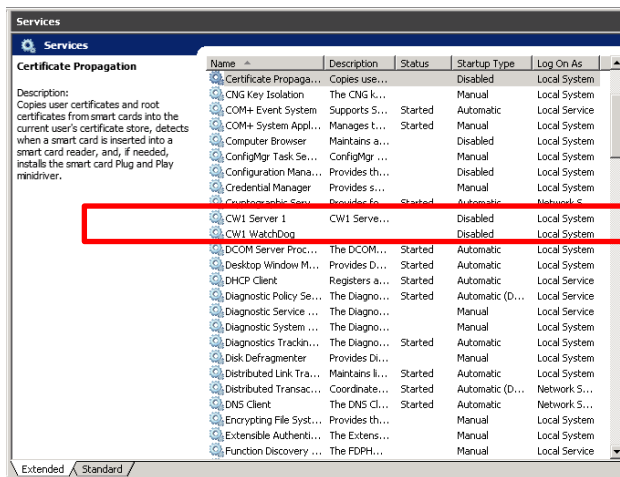 Services
Services
Certificate Propagation
Description:
Copies user certificates and root
certificates from smart cards into the
current user's certificate store, detects
when a smart card is inserted into a
smart card reader, and, if needed,
installs the smart card Plug and Play
minidriver.
Name Description Status Startup Type Log On As
Certificate Propaga... Copies use... Disabled Local System
CNG Key Isolation The CNG k... Manual Local System
COM+ Event System Supports S... Started Automatic Local Service
COM+ System Appl... Manages t... Started Manual Local System
Computer Browser Maintains a... Disabled Local System
ConfigMgr Task Se... ConfigMgr ... Manual Local System
Configuration Mana... Provides th... Disabled Local System
Credential Manager Provides s... Manual Local System
Cryptographic Serv... Provides fo... Started Automatic Network S...
CW1 Server 1 CW1 Serve... Disabled Local System
CW1 WatchDog Disabled Local System
DCOM Server Proc... The DCOM... Started Automatic Local System
Desktop Window M... Provides D... Started Automatic Local System
DHCP Client Registers a... Started Automatic Local Service
Diagnostic Policy Se... The Diagno... Started Automatic (D... Local Service
Diagnostic Service ... The Diagno... Manual Local Service
Diagnostic System ... The Diagno... Manual Local System
Diagnostics Trackin... The Diagno... Started Automatic Local System
Disk Defragmenter Provides Di... Manual Local System
Distributed Link Tra... Maintains li... Started Automatic Local System
Distributed Transac... Coordinate... Started Automatic (D... Network S...
DNS Client The DNS Cl... Started Automatic Network S...
Encrypting File Syst... Provides th... Manual Local System
Extensible Authenti... The Extens... Manual Local System
Function Discovery ... The FDPH... Manual Local Service
Extended Standard